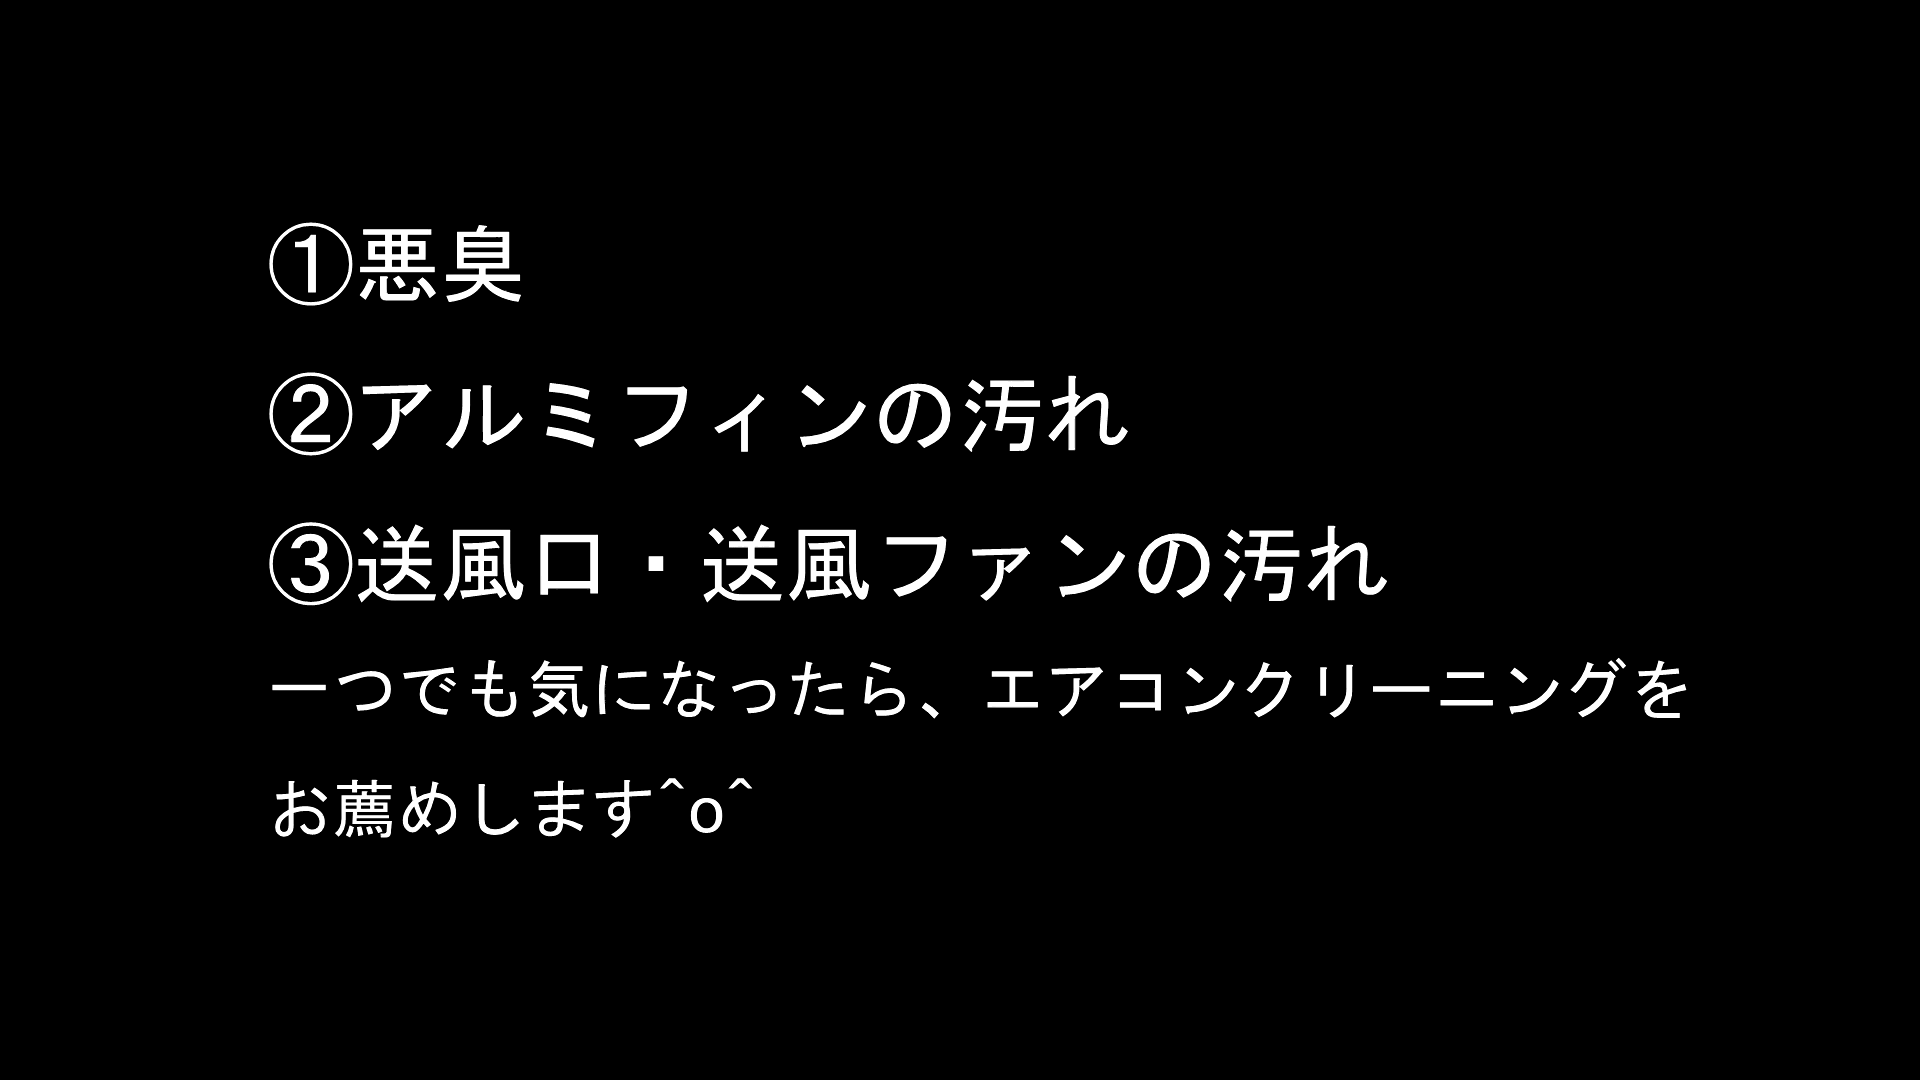 ①悪臭
②アルミフィンの汚れ
③送風口・送風ファンの汚れ
一つでも気になったら、エアコンクリーニングを
お薦めします^o^